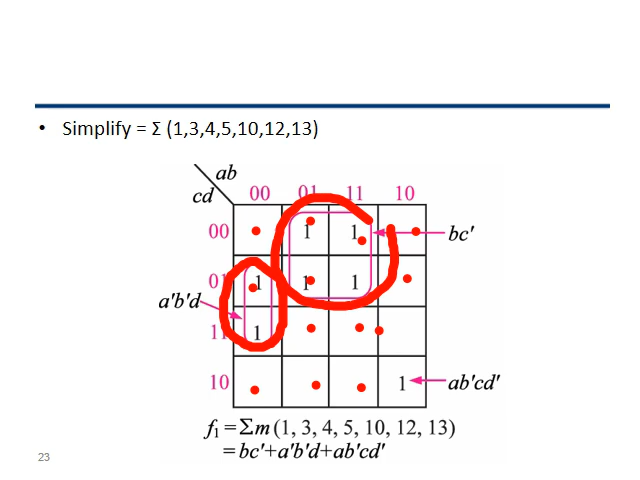 • Simplify = Σ (1,3,4,5,10,12,13)
ab
cd 00 01 11 10
00 1 1 bc'
01 1 1 1
a'b'd
11 1
10 1 ab'cd'
f₁ = Σm (1, 3, 4, 5, 10, 12, 13)
= bc'+a'b'd+ab'cd'
23